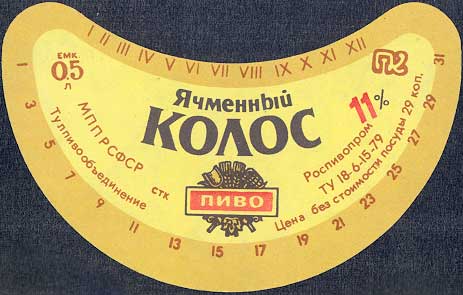 I II III IV V VI VII VIII IX X XI XII
ЕМК.
0,5
л
Ячменный
КОЛОС
11%
МПП РСФСР
Тулпивообъединение
стк
ПИВО
Роспивопром
ТУ 18-6-15-79
Цена без стоимости посуды 29 коп.
1 3 5 7 9 11 13 15 17 19 21 23 25 27 29 31